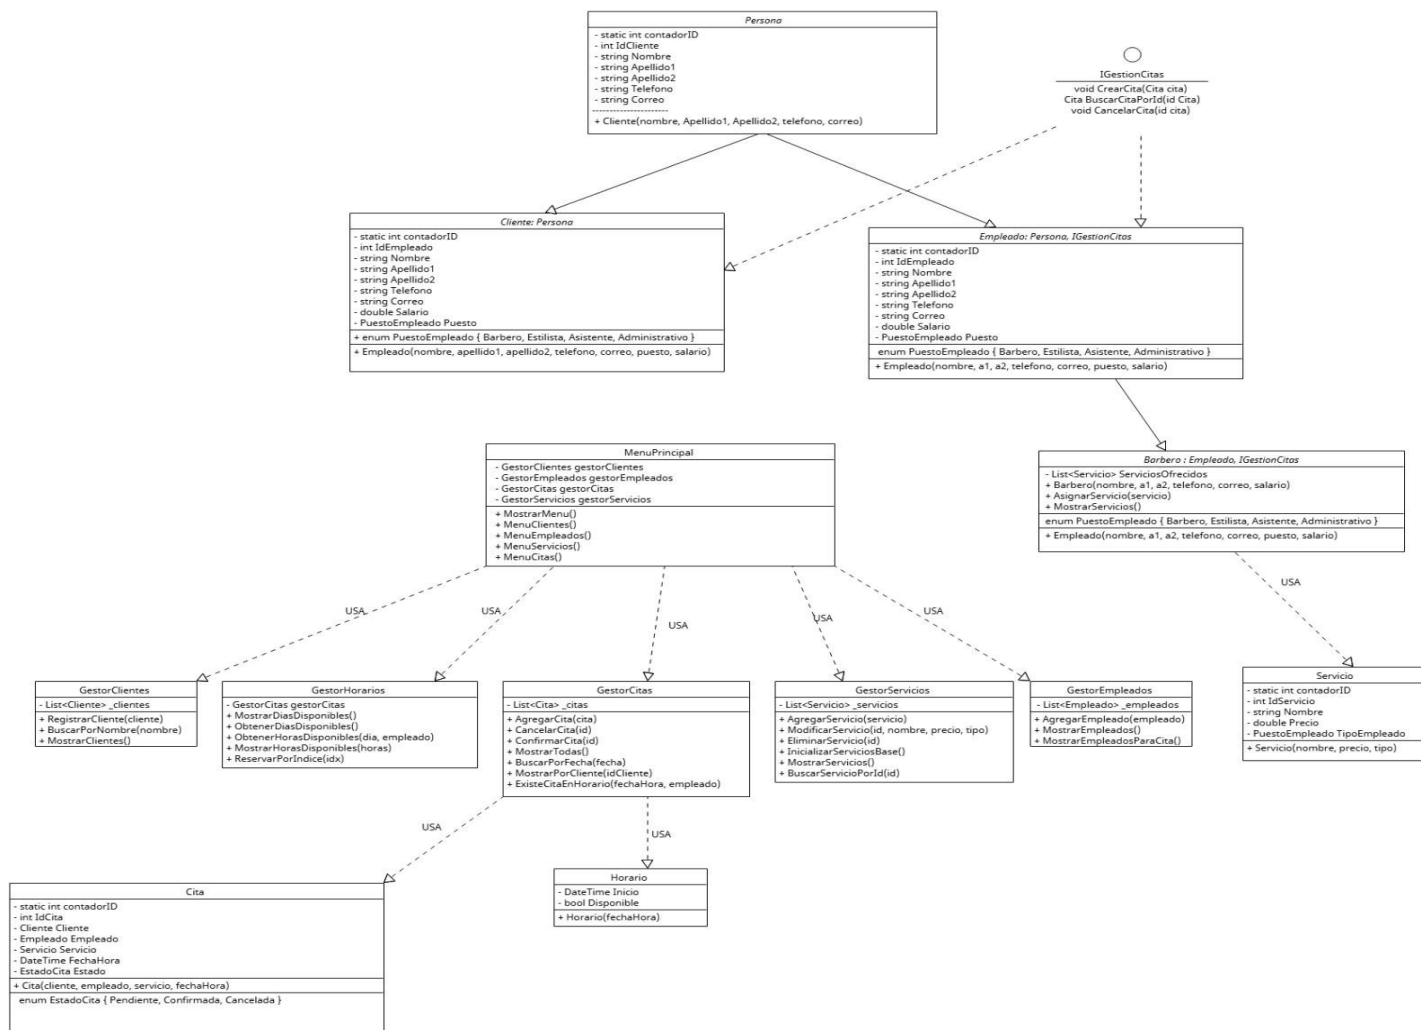 Persona
- static int contadorID
- int IdCliente
- string Nombre
- string Apellido1
- string Apellido2
- string Telefono
- string Correo
----------------------
+ Cliente(nombre, Apellido1, Apellido2, telefono, correo)
IGestionCitas
void CrearCita(Cita cita)
Cita BuscarCitaPorId(id Cita)
void CancelarCita(id cita)
Cliente: Persona
- static int contadorID
- int IdEmpleado
- string Nombre
- string Apellido1
- string Apellido2
- string Telefono
- string Correo
- double Salario
- PuestoEmpleado Puesto
+ enum PuestoEmpleado { Barbero, Estilista, Asistente, Administrativo }
+ Empleado(nombre, apellido1, apellido2, telefono, correo, puesto, salario)
Empleado: Persona, IGestionCitas
- static int contadorID
- int IdEmpleado
- string Nombre
- string Apellido1
- string Apellido2
- string Telefono
- string Correo
- double Salario
- PuestoEmpleado Puesto
enum PuestoEmpleado { Barbero, Estilista, Asistente, Administrativo }
+ Empleado(nombre, a1, a2, telefono, correo, puesto, salario)
MenuPrincipal
- GestorClientes gestorClientes
- GestorEmpleados gestorEmpleados
- GestorCitas gestorCitas
- GestorServicios gestorServicios
+ MostrarMenu()
+ MenuClientes()
+ MenuEmpleados()
+ MenuServicios()
+ MenuCitas()
Barbero : Empleado, IGestionCitas
- List<Servicio> ServiciosOfrecidos
+ Barbero(nombre, a1, a2, telefono, correo, salario)
+ AsignarServicio(servicio)
+ MostrarServicios()
enum PuestoEmpleado { Barbero, Estilista, Asistente, Administrativo }
+ Empleado(nombre, a1, a2, telefono, correo, puesto, salario)
USA
USA
USA
USA
USA
USA
GestorClientes
- List<Cliente> _clientes
+ RegistrarCliente(cliente)
+ BuscarPorNombre(nombre)
+ MostrarClientes()
GestorHorarios
- GestorCitas gestorCitas
+ MostrarDiasDisponibles()
+ ObtenerDiasDisponibles()
+ ObtenerHorasDisponibles(dia, empleado)
+ MostrarHorasDisponibles(horas)
+ ReservarPorIndice(idx)
GestorCitas
- List<Cita> _citas
+ AgregarCita(cita)
+ CancelarCita(id)
+ ConfirmarCita(id)
+ MostrarTodas()
+ BuscarPorFecha(fecha)
+ MostrarPorCliente(idCliente)
+ ExisteCitaEnHorario(fechaHora, empleado)
GestorServicios
- List<Servicio> _servicios
+ AgregarServicio(servicio)
+ ModificarServicio(id, nombre, precio, tipo)
+ EliminarServicio(id)
+ InicializarServiciosBase()
+ MostrarServicios()
+ BuscarServicioPorId(id)
GestorEmpleados
- List<Empleado> _empleados
+ AgregarEmpleado(empleado)
+ MostrarEmpleados()
+ MostrarEmpleadosParaCita()
Servicio
- static int contadorID
- int IdServicio
- string Nombre
- double Precio
- PuestoEmpleado TipoEmpleado
+ Servicio(nombre, precio, tipo)
USA
USA
Cita
- static int contadorID
- int IdCita
- Cliente Cliente
- Empleado Empleado
- Servicio Servicio
- DateTime FechaHora
- EstadoCita Estado
+ Cita(cliente, empleado, servicio, fechaHora)
enum EstadoCita { Pendiente, Confirmada, Cancelada }
Horario
- DateTime Inicio
- bool Disponible
+ Horario(fechaHora)